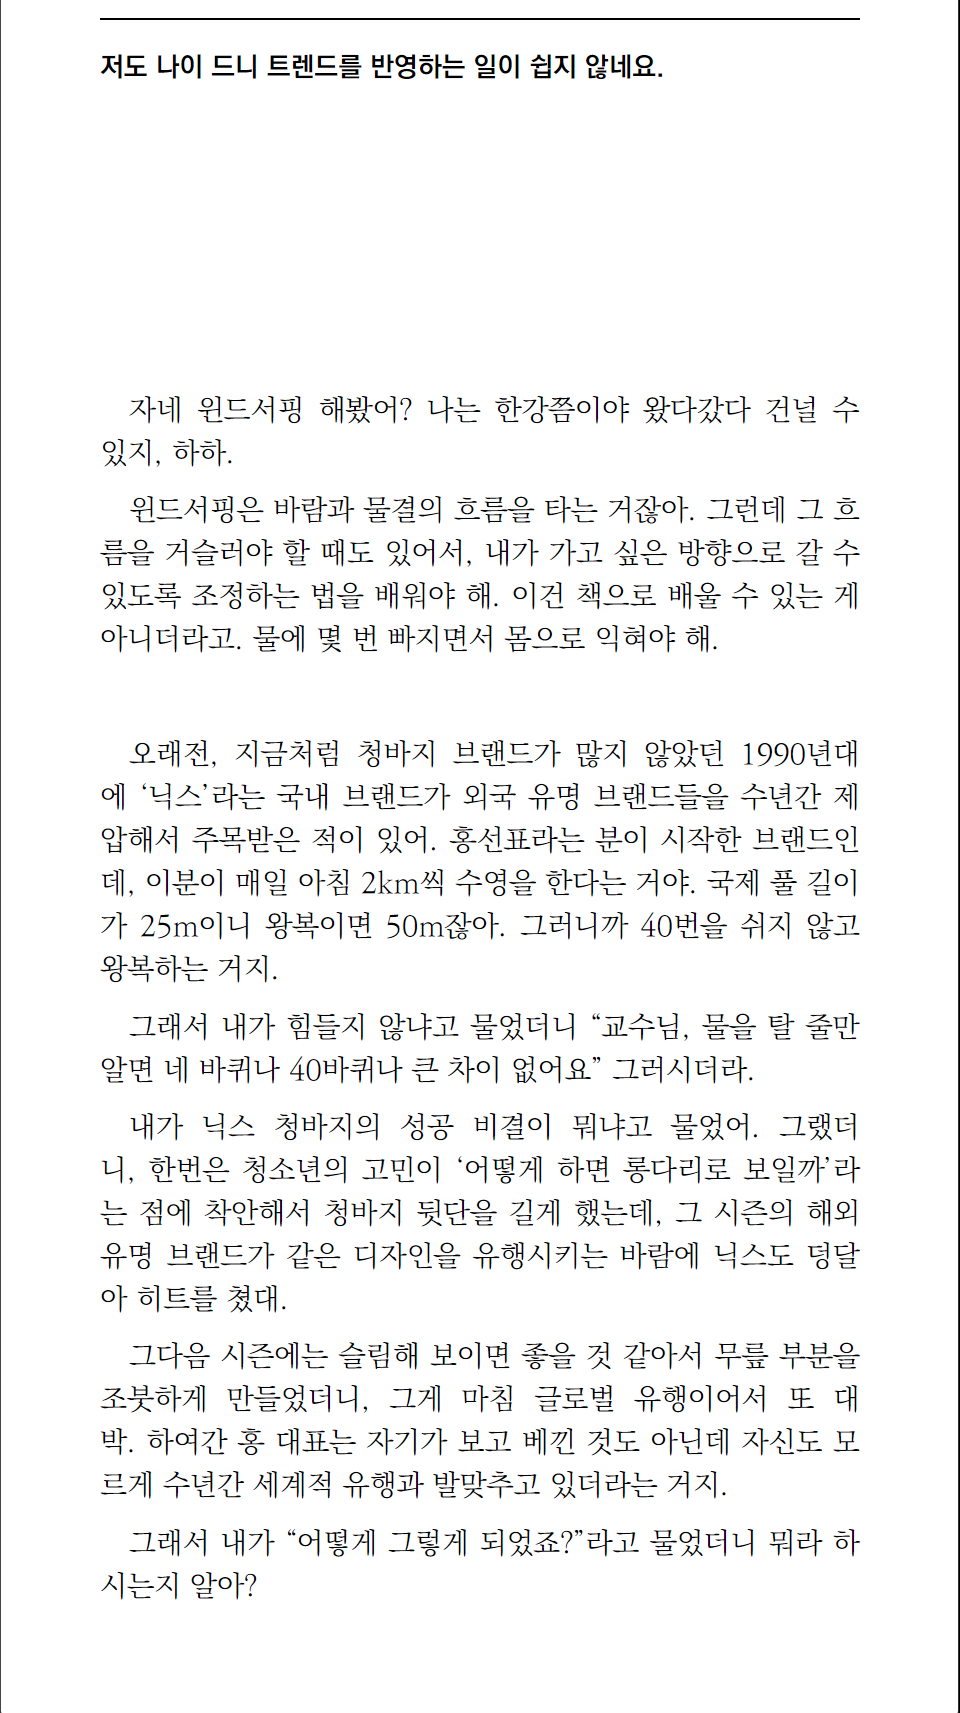 저도 나이 드니 트렌드를 반영하는 일이 쉽지 않네요.
자네 윈드서핑 해봤어? 나는 한강쯤이야 왔다갔다 건널 수
있지, 하하.
윈드서핑은 바람과 물결의 흐름을 타는 거잖아. 그런데 그 흐
름을 거슬러야 할 때도 있어서, 내가 가고 싶은 방향으로 갈 수
있도록 조정하는 법을 배워야 해. 이건 책으로 배울 수 있는 게
아니더라고. 물에 몇 번 빠지면서 몸으로 익혀야 해.
오래전, 지금처럼 청바지 브랜드가 많지 않았던 1990년대
에 ‘닉스’라는 국내 브랜드가 외국 유명 브랜드들을 수년간 제
압해서 주목받은 적이 있어. 홍선표라는 분이 시작한 브랜드인
데, 이분이 매일 아침 2km씩 수영을 한다는 거야. 국제 풀 길이
가 25m이니 왕복이면 50m잖아. 그러니까 40번을 쉬지 않고
왕복하는 거지.
그래서 내가 힘들지 않냐고 물었더니 “교수님, 물을 탈 줄만
알면 네 바퀴나 40바퀴나 큰 차이 없어요” 그러시더라.
내가 닉스 청바지의 성공 비결이 뭐냐고 물었어. 그랬더
니, 한번은 청소년의 고민이 ‘어떻게 하면 롱다리로 보일까’라
는 점에 착안해서 청바지 뒷단을 길게 했는데, 그 시즌의 해외
유명 브랜드가 같은 디자인을 유행시키는 바람에 닉스도 덩달
아 히트를 쳤대.
그다음 시즌에는 슬림해 보이면 좋을 것 같아서 무릎 부분을
조붓하게 만들었더니, 그게 마침 글로벌 유행이어서 또 대
박. 하여간 홍 대표는 자기가 보고 베낀 것도 아닌데 자신도 모
르게 수년간 세계적 유행과 발맞추고 있더라는 거지.
그래서 내가 “어떻게 그렇게 되었죠?”라고 물었더니 뭐라 하
시는지 알아?